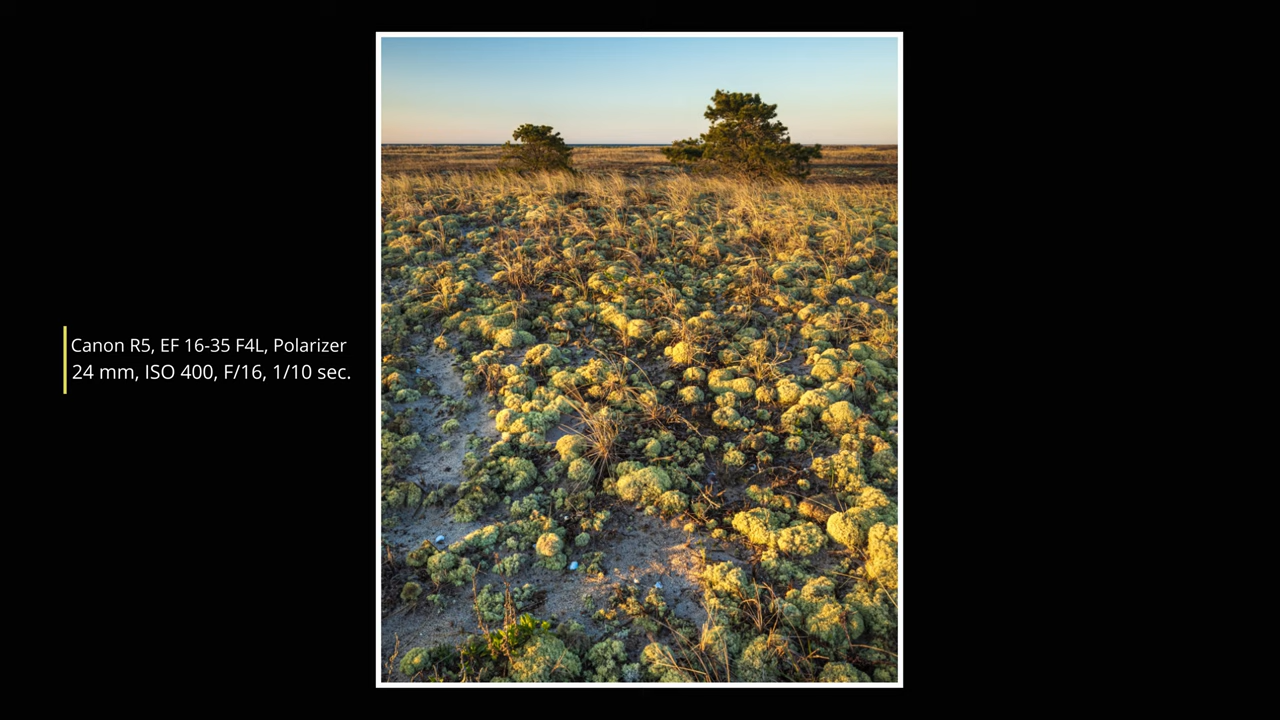 Canon R5, EF 16-35 F4L, Polarizer
24 mm, ISO 400, F/16, 1/10 sec.